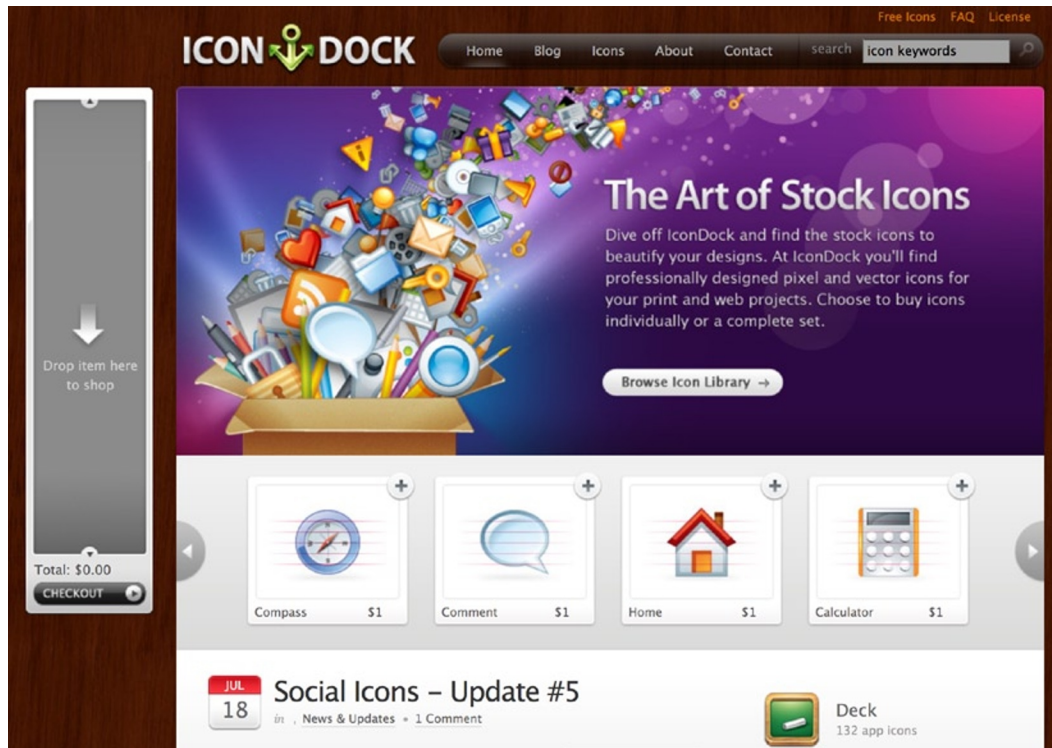 Free Icons FAQ License
ICON DOCK
Home Blog Icons About Contact search icon keywords
Drop item here
to shop
Total: $0.00
CHECKOUT
The Art of Stock Icons
Dive off IconDock and find the stock icons to
beautify your designs. At IconDock you'll find
professionally designed pixel and vector icons for
your print and web projects. Choose to buy icons
individually or a complete set.
Browse Icon Library →
Compass $1
Comment $1
Home $1
Calculator $1
JUL
18
Social Icons – Update #5
in , News & Updates • 1 Comment
Deck
132 app icons